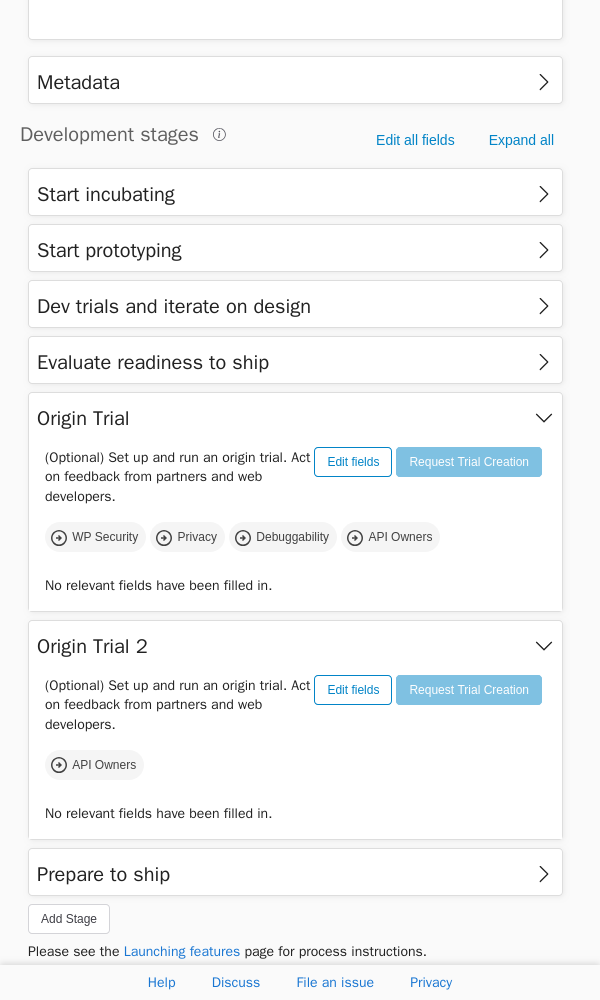 Metadata
Development stages
Edit all fields
Expand all
Start incubating
Start prototyping
Dev trials and iterate on design
Evaluate readiness to ship
Origin Trial
(Optional) Set up and run an origin trial. Act
on feedback from partners and web
developers.
Edit fields
Request Trial Creation
WP Security
Privacy
Debuggability
API Owners
No relevant fields have been filled in.
Origin Trial 2
(Optional) Set up and run an origin trial. Act
on feedback from partners and web
developers.
Edit fields
Request Trial Creation
API Owners
No relevant fields have been filled in.
Prepare to ship
Add Stage
Please see the Launching features page for process instructions.
Help
Discuss
File an issue
Privacy